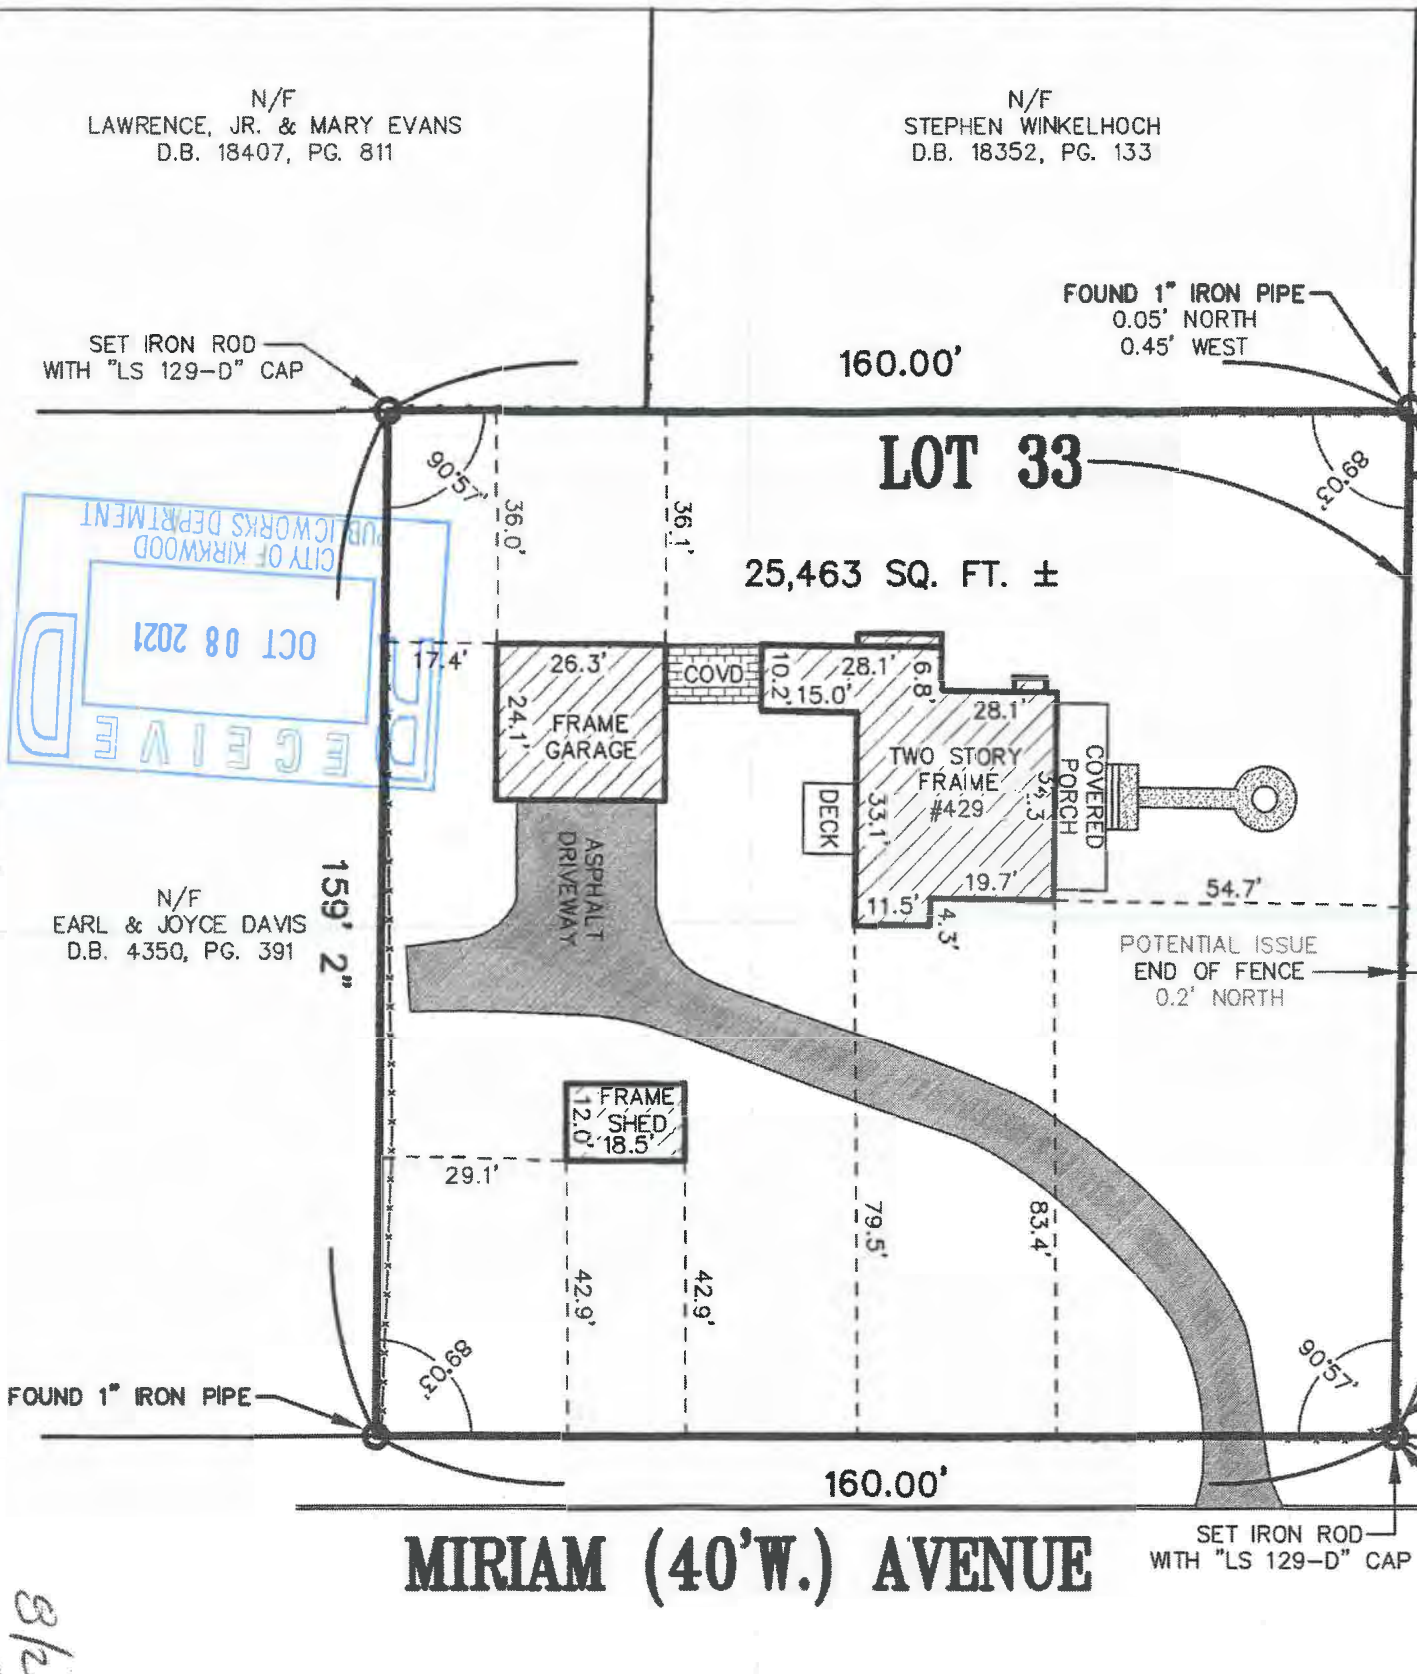 N/F
LAWRENCE, JR. & MARY EVANS
D.B. 18407, PG. 811
N/F
STEPHEN WINKELHOCH
D.B. 18352, PG. 133
FOUND 1" IRON PIPE
0.05' NORTH
0.45' WEST
SET IRON ROD
WITH "LS 129-D" CAP
160.00'
LOT 33
90°57'
89°03'
36.0'
36.1'
25,463 SQ. FT. ±
RECEIVED
OCT 08 2021
CITY OF KIRKWOOD
PUBLIC WORKS DEPARTMENT
17.4'
26.3'
24.1'
FRAME
GARAGE
COVD
10.2'
28.1'
15.0'
6.8'
28.1'
TWO STORY
FRAIME
#429
33.1'
COVERED
PORCH
DECK
19.7'
11.5'
4.3'
54.7'
ASPHALT
DRIVEWAY
159' 2"
N/F
EARL & JOYCE DAVIS
D.B. 4350, PG. 391
POTENTIAL ISSUE
END OF FENCE
0.2' NORTH
FRAME
SHED
12.0'
18.5'
29.1'
42.9'
42.9'
79.5'
83.4'
89°03'
90°57'
FOUND 1" IRON PIPE
160.00'
MIRIAM (40'W.) AVENUE
SET IRON ROD
WITH "LS 129-D" CAP